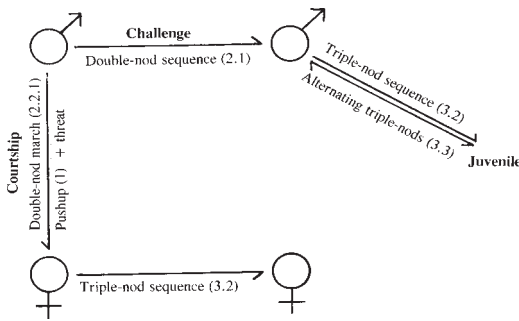 Challenge
Double-nod sequence (2.1)
Triple-nod sequence (3.2)
Alternating triple-nods (3.3)
Juvenile
Courtship
Double-nod march (2.2.1)
Pushup (1) + threat
Triple-nod sequence (3.2)